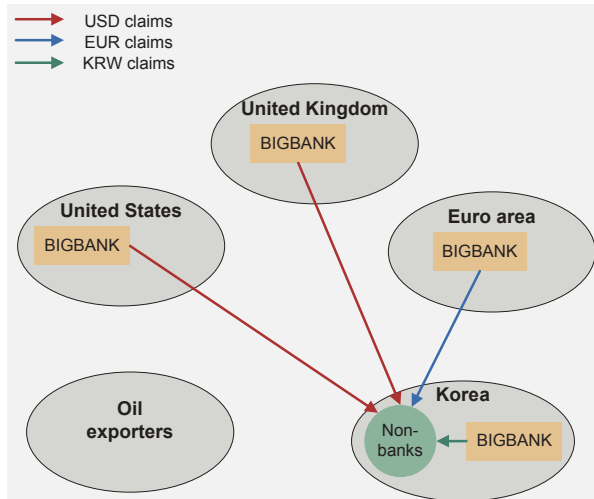 USD claims
EUR claims
KRW claims
United Kingdom
BIGBANK
United States
BIGBANK
Euro area
BIGBANK
Oil
exporters
Korea
Non-
banks
BIGBANK